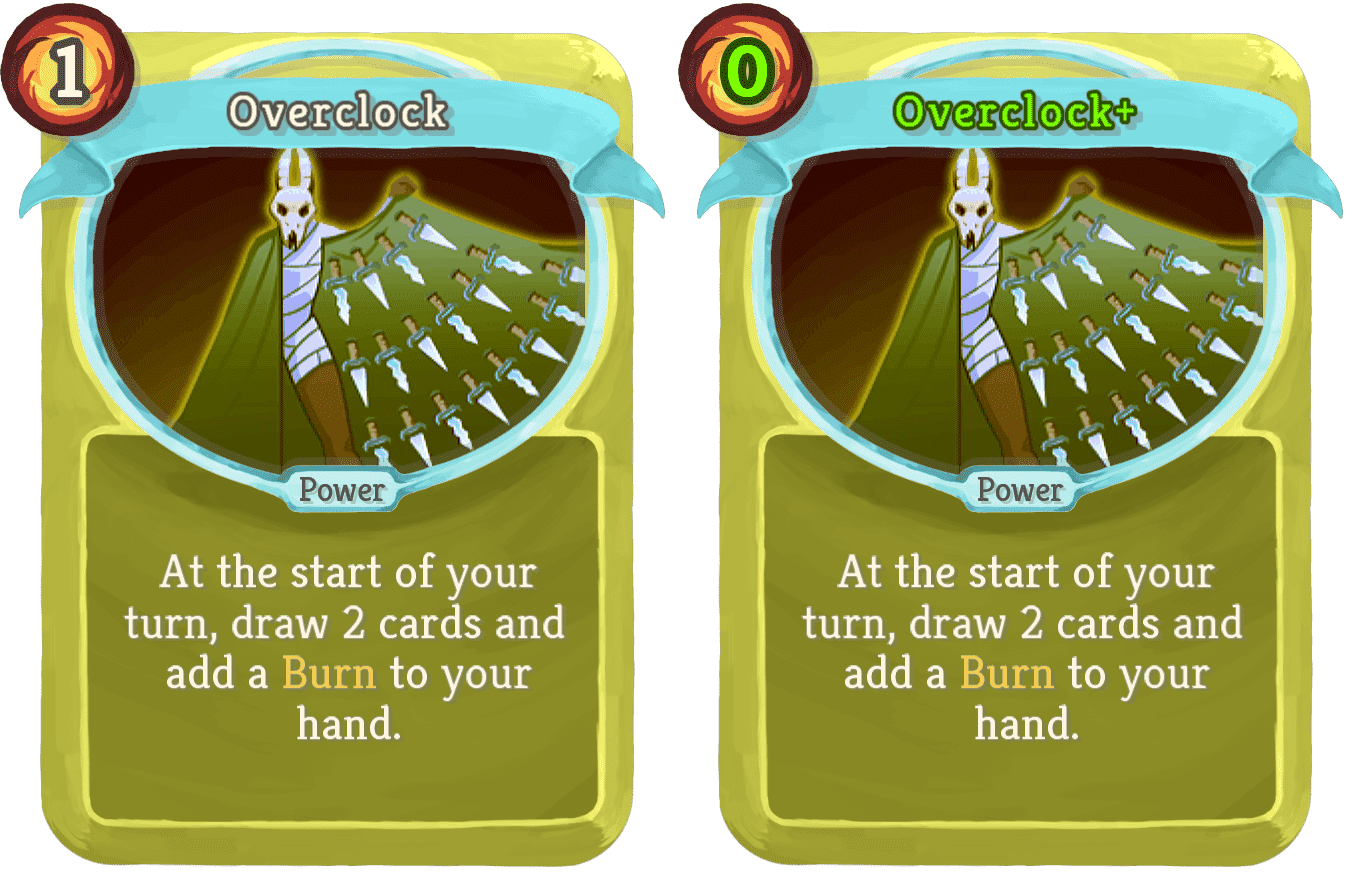 1
Overclock
Power
At the start of your
turn, draw 2 cards and
add a Burn to your
hand.
0
Overclock+
Power
At the start of your
turn, draw 2 cards and
add a Burn to your
hand.